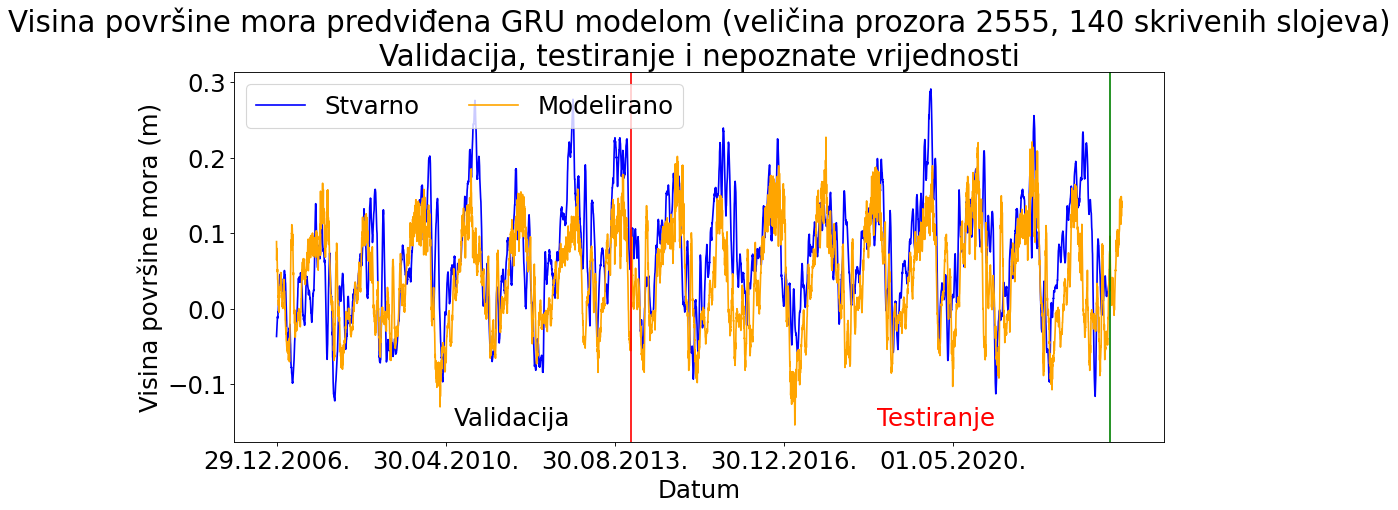 Visina površine mora predviđena GRU modelom (veličina prozora 2555, 140 skrivenih slojeva)
Validacija, testiranje i nepoznate vrijednosti
Visina površine mora (m)
0.3
0.2
0.1
0.0
−0.1
Stvarno
Modelirano
Validacija
Testiranje
29.12.2006.
30.04.2010.
30.08.2013.
30.12.2016.
01.05.2020.
Datum